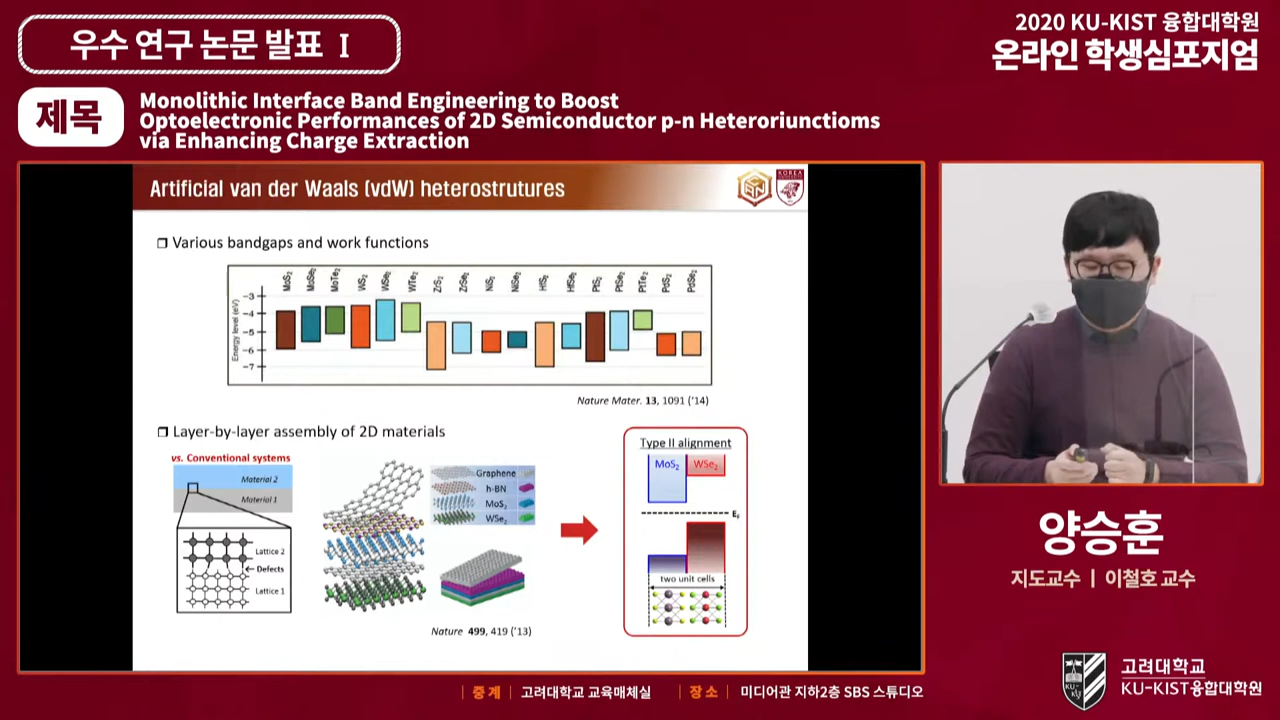 우수 연구 논문 발표 Ⅰ
2020 KU-KIST 융합대학원
온라인 학생심포지엄
제목
Monolithic Interface Band Engineering to Boost
Optoelectronic Performances of 2D Semiconductor p-n Heteroriunctioms
via Enhancing Charge Extraction
Artificial van der Waals (vdW) heterostrutures
KOREA
❒ Various bandgaps and work functions
MoS2 MoSe2 MoTe2 WS2 WSe2 WTe2 ZrS2 ZrSe2 NiS2 NiSe2 HfS2 HfSe2 PtS2 PtSe2 PtTe2 PdS2 PdSe2
Energy level (eV)
-3
-4
-5
-6
-7
Nature Mater. 13, 1091 ('14)
❒ Layer-by-layer assembly of 2D materials
vs. Conventional systems
Material 2
Material 1
Lattice 2
Defects
Lattice 1
Graphene
h-BN
MoS2
WSe2
Nature 499, 419 ('13)
Type II alignment
MoS2 WSe2
EF
two unit cells
양승훈
지도교수 | 이철호 교수
| 중계 | 고려대학교 교육매체실 | 장소 | 미디어관 지하2층 SBS 스튜디오
KU-KIST
고려대학교
KU-KIST융합대학원